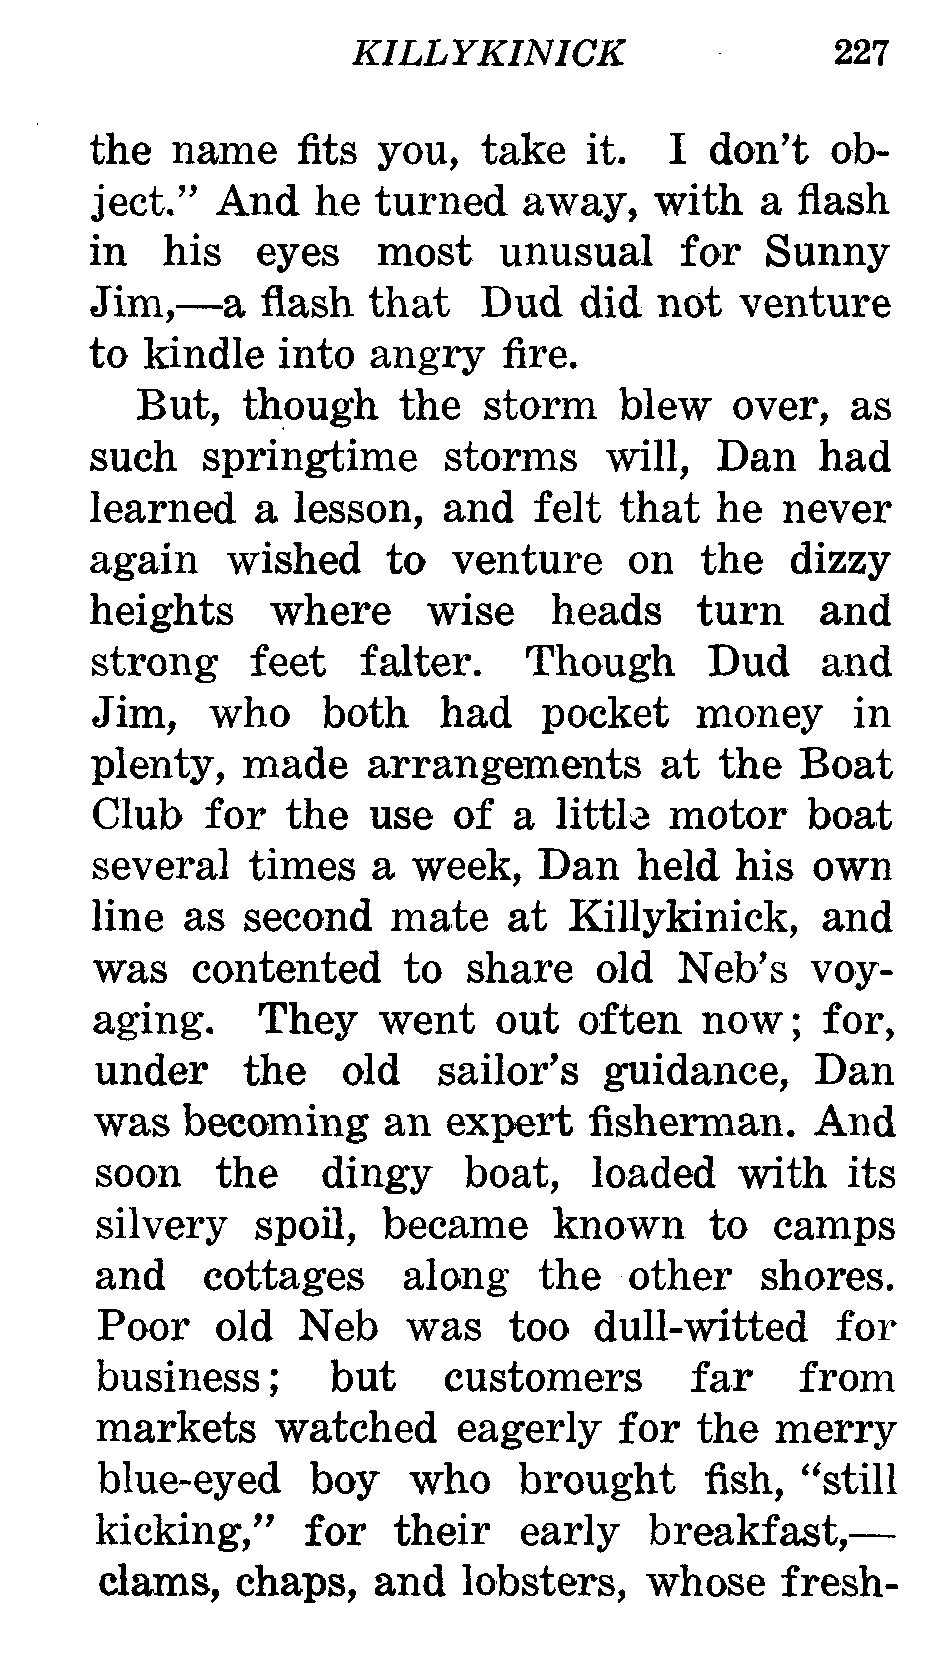 KILLYKINICK 227
the name fits you, take it. I don't ob-
ject." And he turned away, with a flash
in his eyes most unusual for Sunny
Jim,—a flash that Dud did not venture
to kindle into angry fire.
But, though the storm blew over, as
such springtime storms will, Dan had
learned a lesson, and felt that he never
again wished to venture on the dizzy
heights where wise heads turn and
strong feet falter. Though Dud and
Jim, who both had pocket money in
plenty, made arrangements at the Boat
Club for the use of a little motor boat
several times a week, Dan held his own
line as second mate at Killykinick, and
was contented to share old Neb's voy-
aging. They went out often now; for,
under the old sailor's guidance, Dan
was becoming an expert fisherman. And
soon the dingy boat, loaded with its
silvery spoil, became known to camps
and cottages along the other shores.
Poor old Neb was too dull-witted for
business; but customers far from
markets watched eagerly for the merry
blue-eyed boy who brought fish, "still
kicking," for their early breakfast,—
clams, chaps, and lobsters, whose fresh-